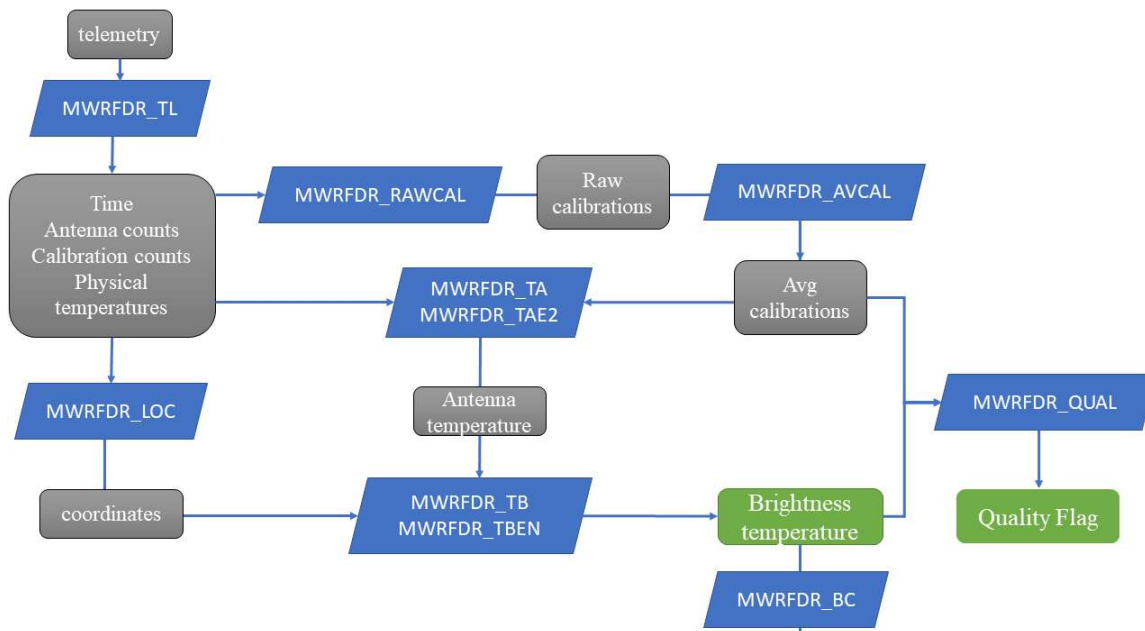 telemetry
MWRFDR_TL
Time
Antenna counts
Calibration counts
Physical
temperatures
MWRFDR_RAWCAL
Raw
calibrations
MWRFDR_AVCAL
MWRFDR_TA
MWRFDR_TAE2
Avg
calibrations
MWRFDR_LOC
Antenna
temperature
MWRFDR_QUAL
coordinates
MWRFDR_TB
MWRFDR_TBEN
Brightness
temperature
Quality Flag
MWRFDR_BC